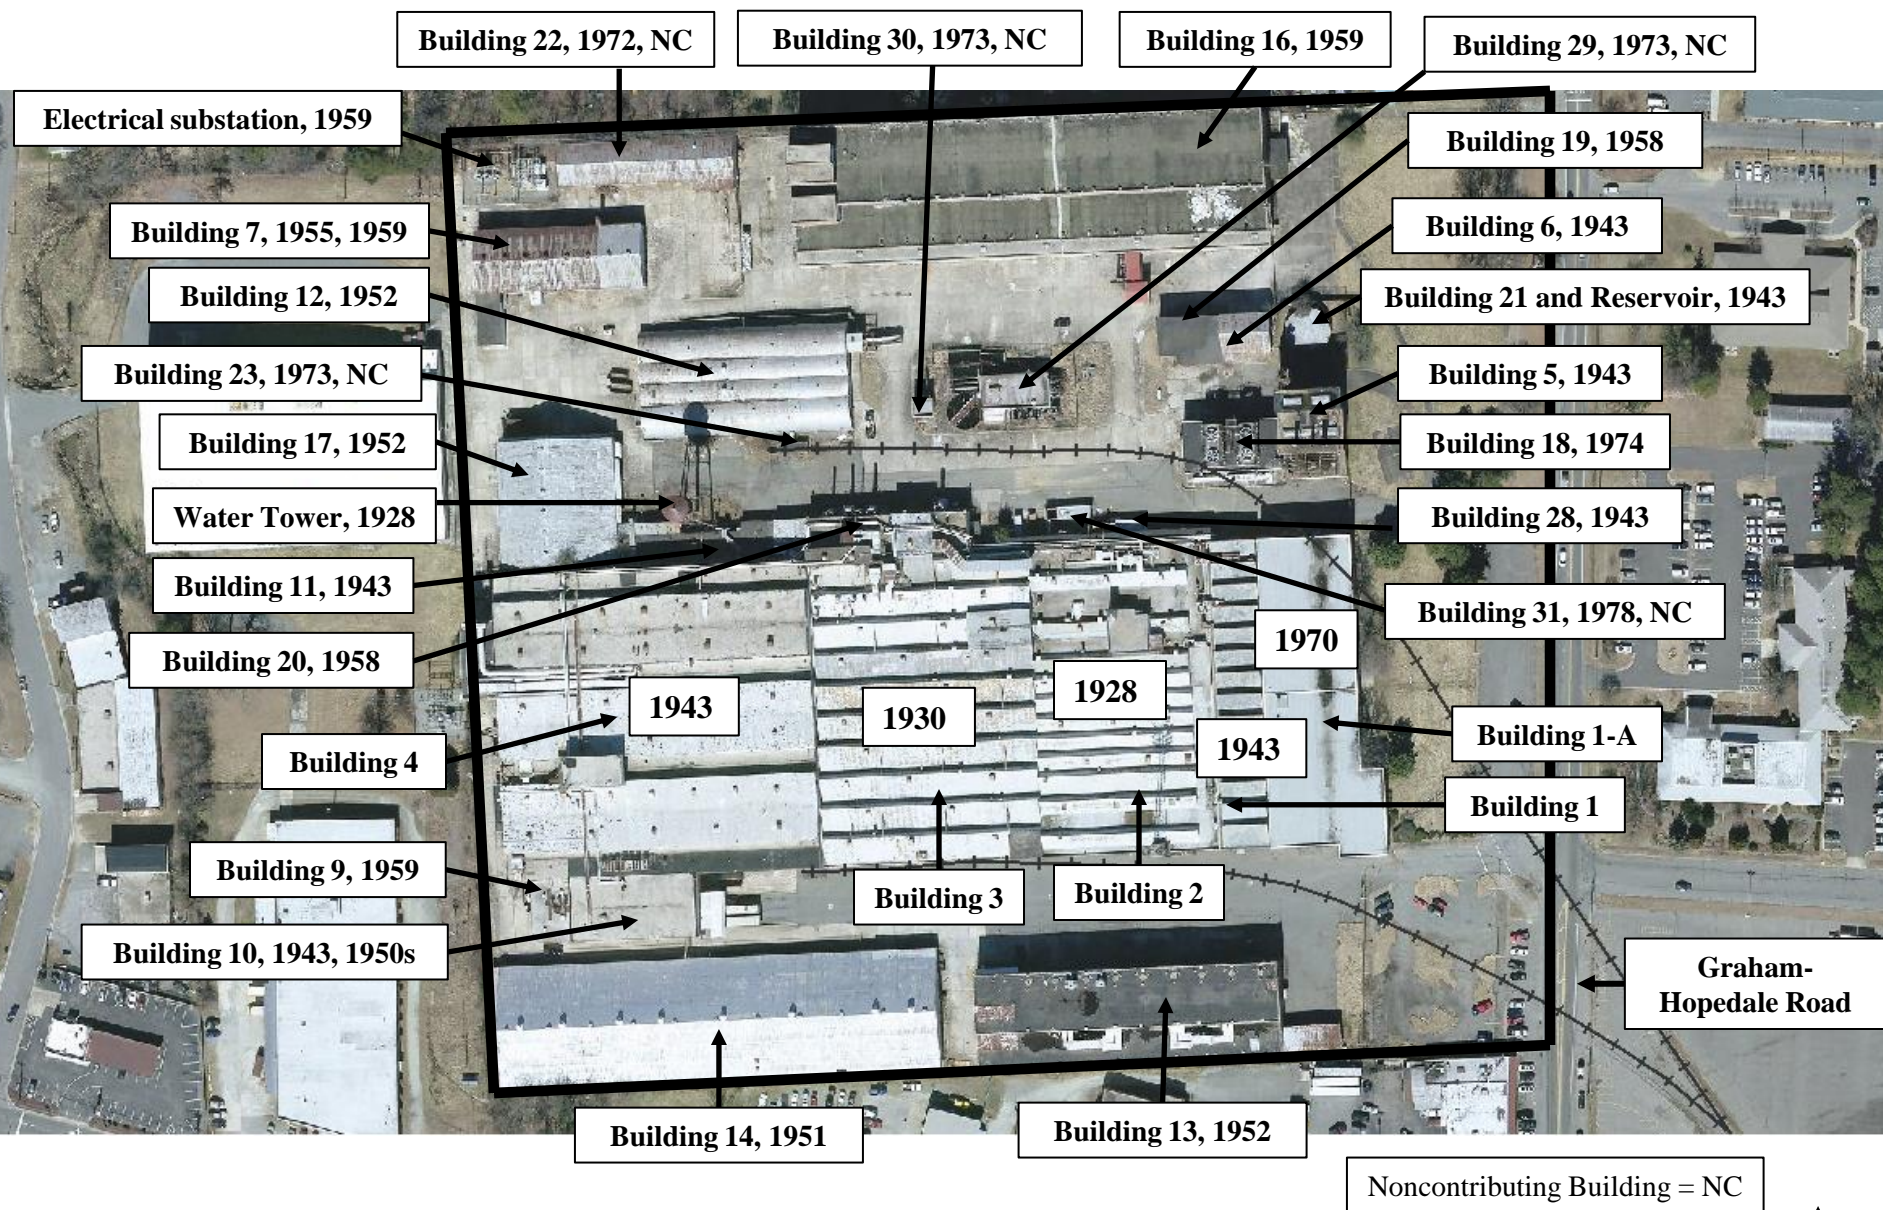 Building 22, 1972, NC
Building 30, 1973, NC
Building 16, 1959
Building 29, 1973, NC
Electrical substation, 1959
Building 19, 1958
Building 7, 1955, 1959
Building 6, 1943
Building 12, 1952
Building 21 and Reservoir, 1943
Building 23, 1973, NC
Building 5, 1943
Building 17, 1952
Building 18, 1974
Water Tower, 1928
Building 28, 1943
Building 11, 1943
Building 31, 1978, NC
Building 20, 1958
1970
1943
1930
1928
1943
Building 1-A
Building 4
Building 1
Building 9, 1959
Building 3
Building 2
Building 10, 1943, 1950s
Graham-
Hopedale Road
Building 14, 1951
Building 13, 1952
Noncontributing Building = NC